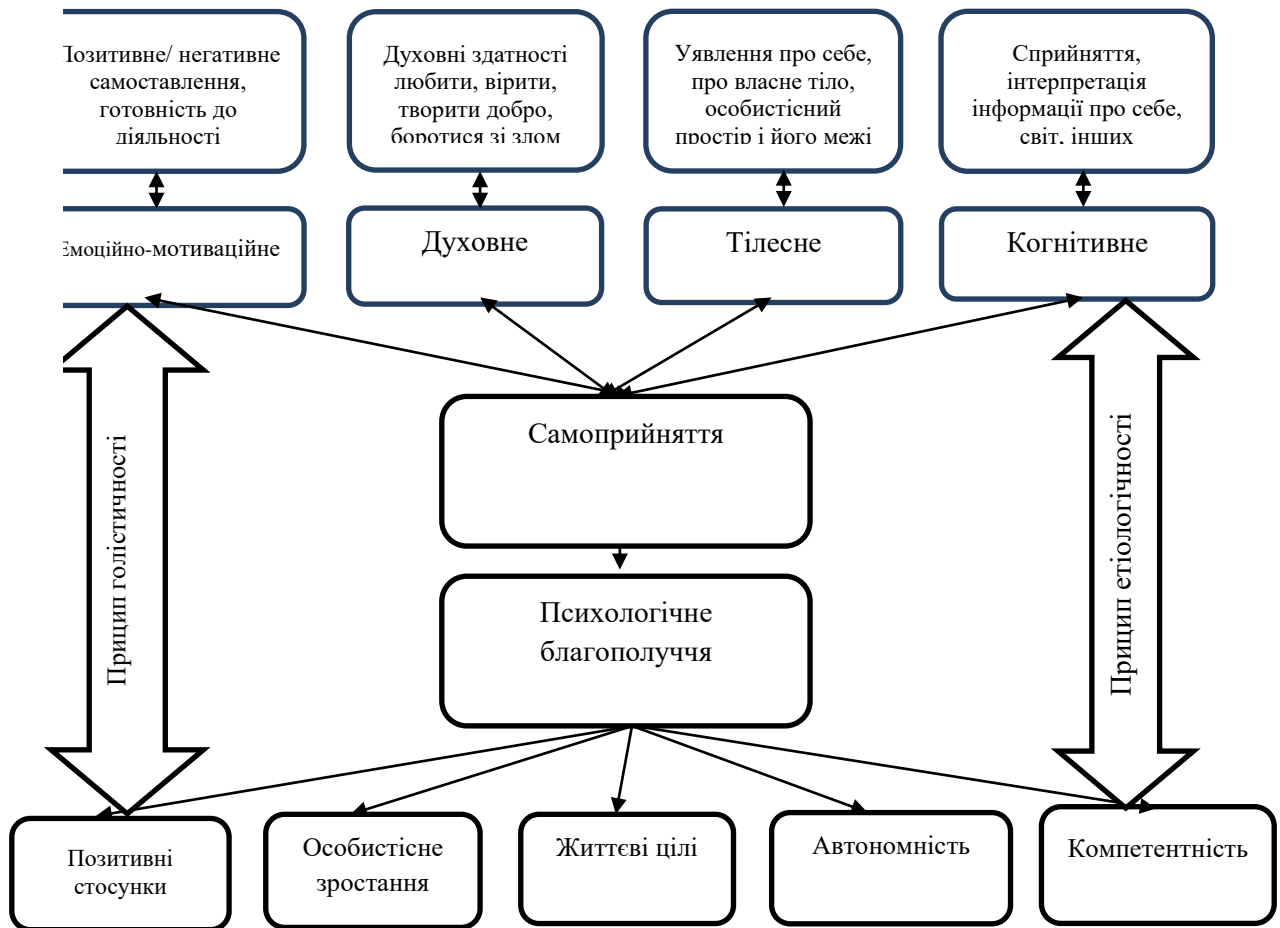 Позитивне/ негативне
самоставлення,
готовність до
діяльності
Духовні здатності
любити, вірити,
творити добро,
боротися зі злом
Уявлення про себе,
про власне тіло,
особистісний
простір і його межі
Сприйняття,
інтерпретація
інформації про себе,
світ, інших
Емоційно-мотиваційне
Духовне
Тілесне
Когнітивне
Прицип голістичності
Самоприйняття
Психологічне
благополуччя
Прицип етіологічності
Позитивні
стосунки
Особистісне
зростання
Життєві цілі
Автономність
Компетентність